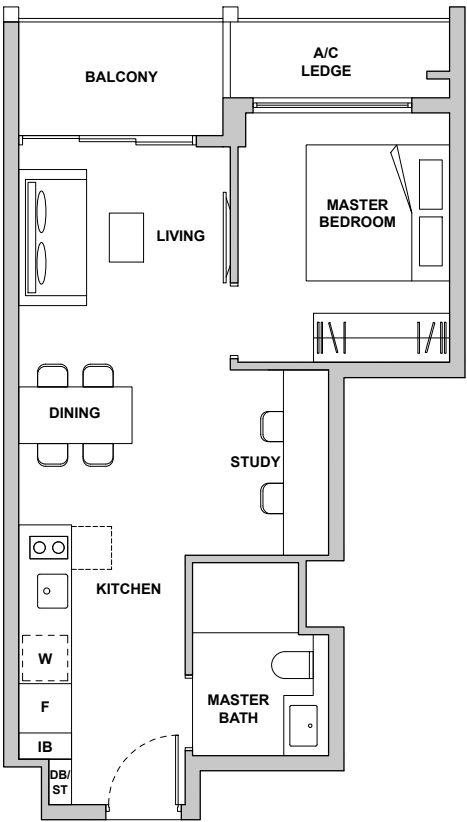 BALCONY
A/C
LEDGE
MASTER
BEDROOM
LIVING
DINING
STUDY
KITCHEN
W
F
MASTER
BATH
IB
DB/
ST